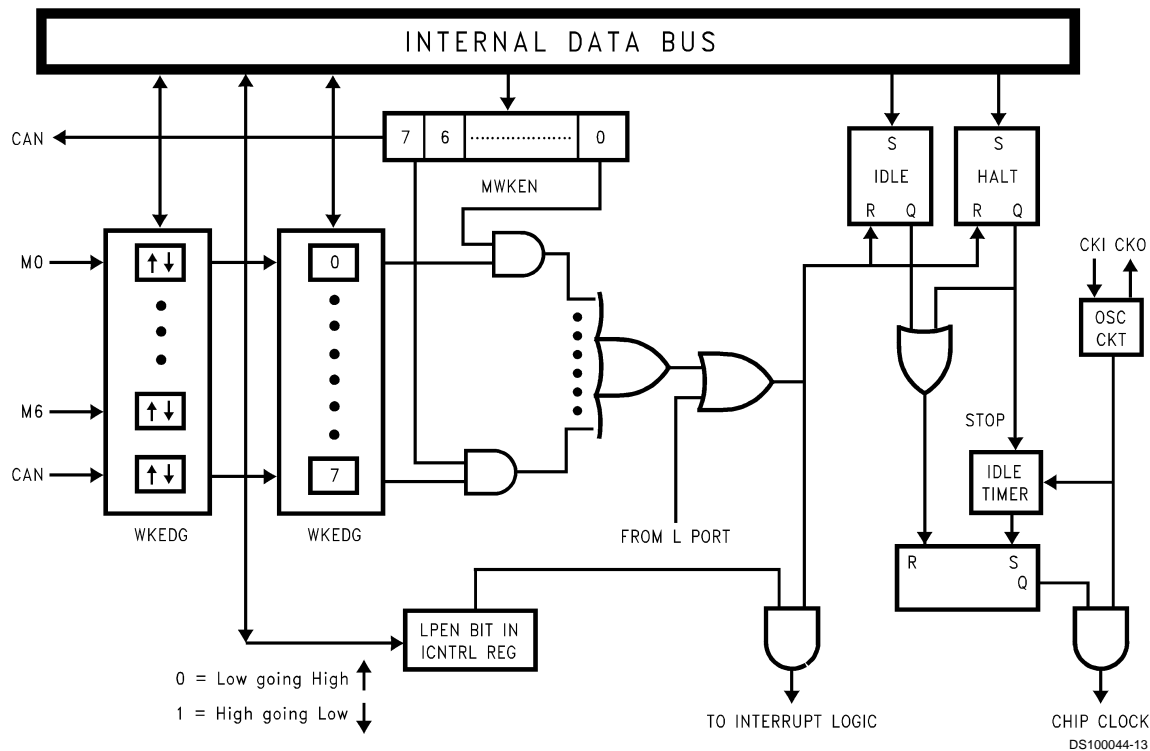 INTERNAL DATA BUS
CAN
7 6 0
MWKEN
S
IDLE
R Q
S
HALT
R Q
CKI CKO
OSC
CKT
M0
0
M6
CAN
7
WKEDG
WKEDG
FROM L PORT
STOP
IDLE
TIMER
R S
Q
LPEN BIT IN
ICNTRL REG
0 = Low going High
1 = High going Low
TO INTERRUPT LOGIC
CHIP CLOCK
DS100044-13